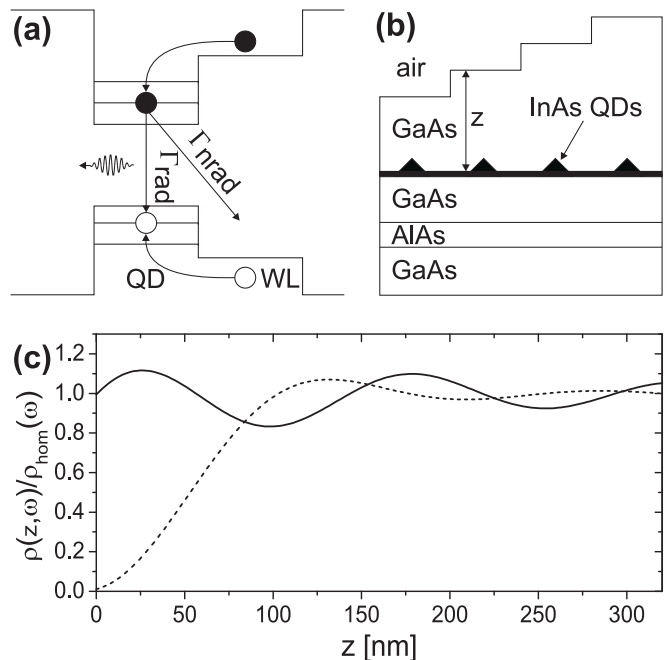 (a)
Γrad
Γnrad
QD
WL
(b)
air
GaAs
z
InAs QDs
GaAs
AlAs
GaAs
(c)
ρ(z,ω)/ρhom(ω)
1.2
1.0
0.8
0.6
0.4
0.2
0.0
0 50 100 150 200 250 300
z [nm]